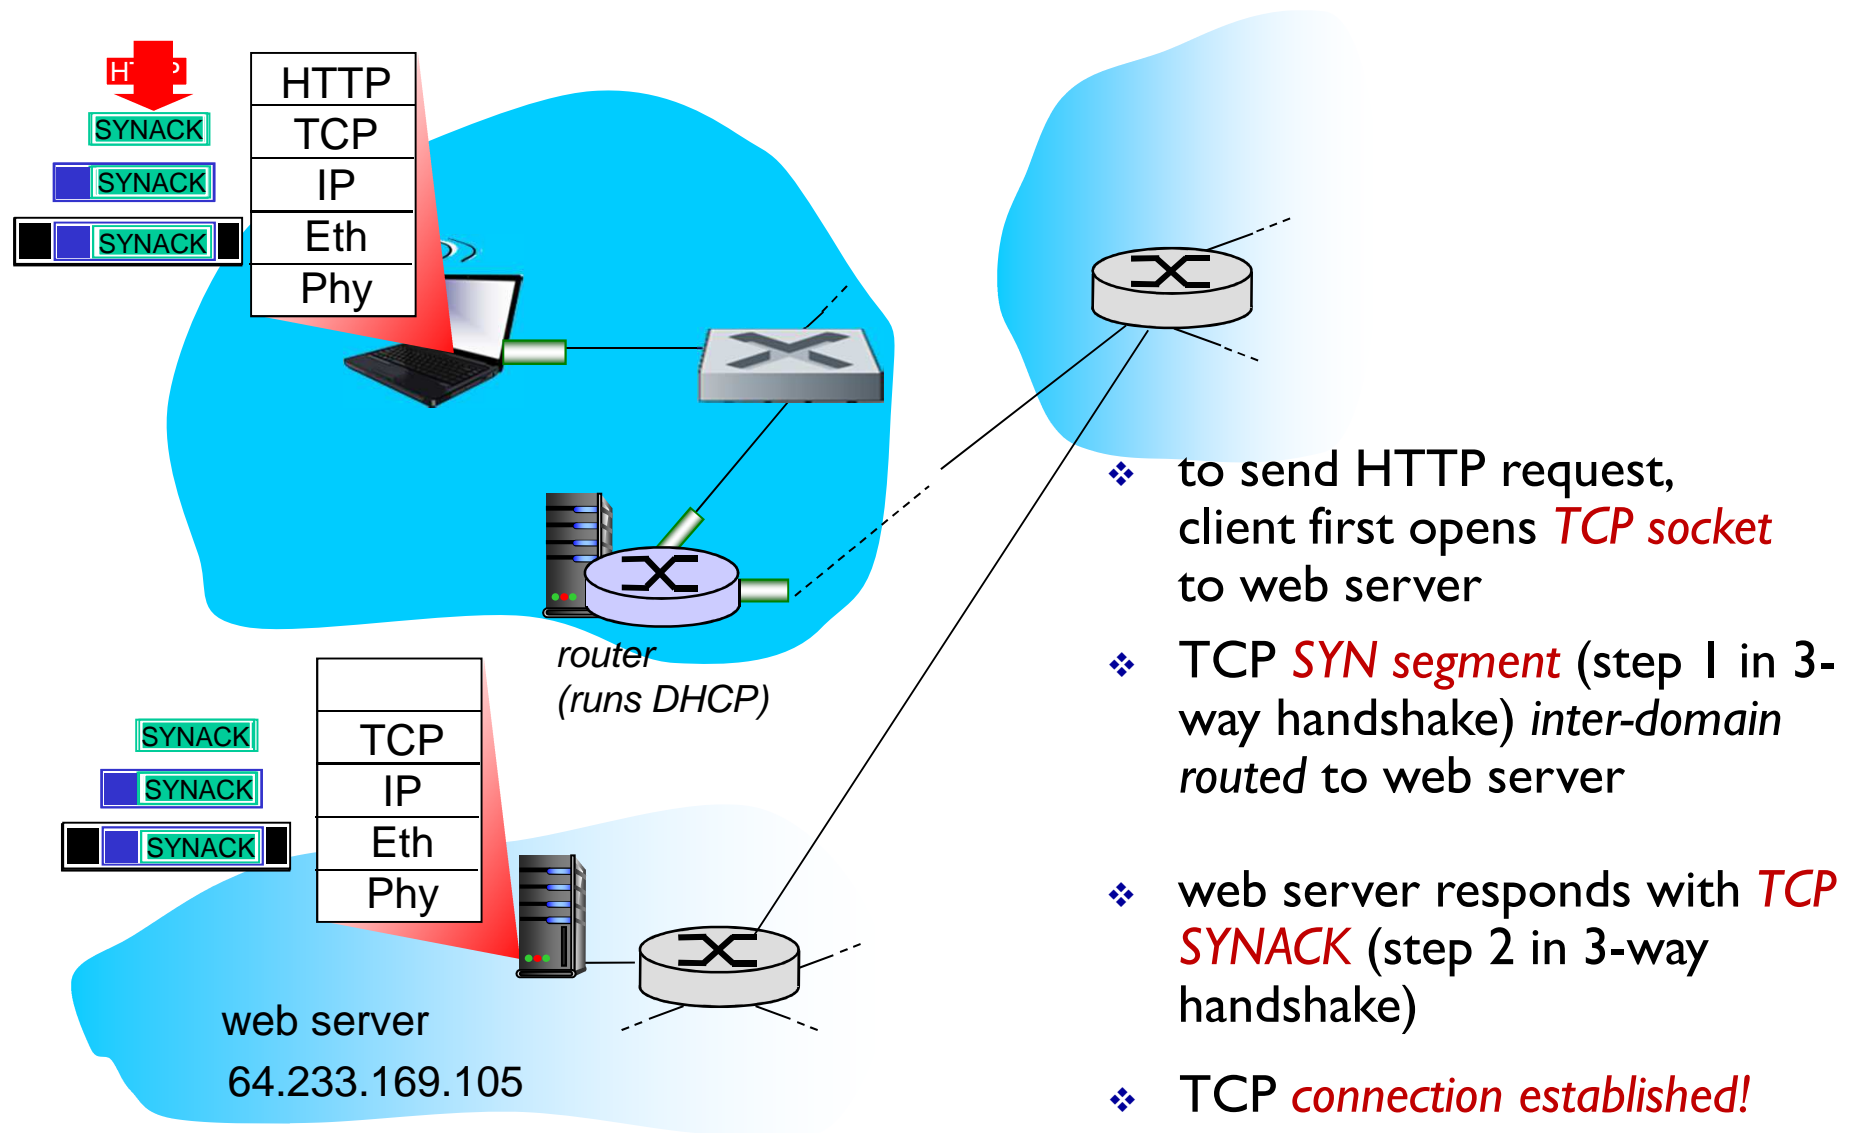 HTTP
SYNACK
SYNACK
SYNACK
HTTP
TCP
IP
Eth
Phy
router
(runs DHCP)
SYNACK
SYNACK
SYNACK
TCP
IP
Eth
Phy
web server
64.233.169.105
to send HTTP request,
client first opens TCP socket
to web server
TCP SYN segment (step 1 in 3-
way handshake) inter-domain
routed to web server
web server responds with TCP
SYNACK (step 2 in 3-way
handshake)
TCP connection established!